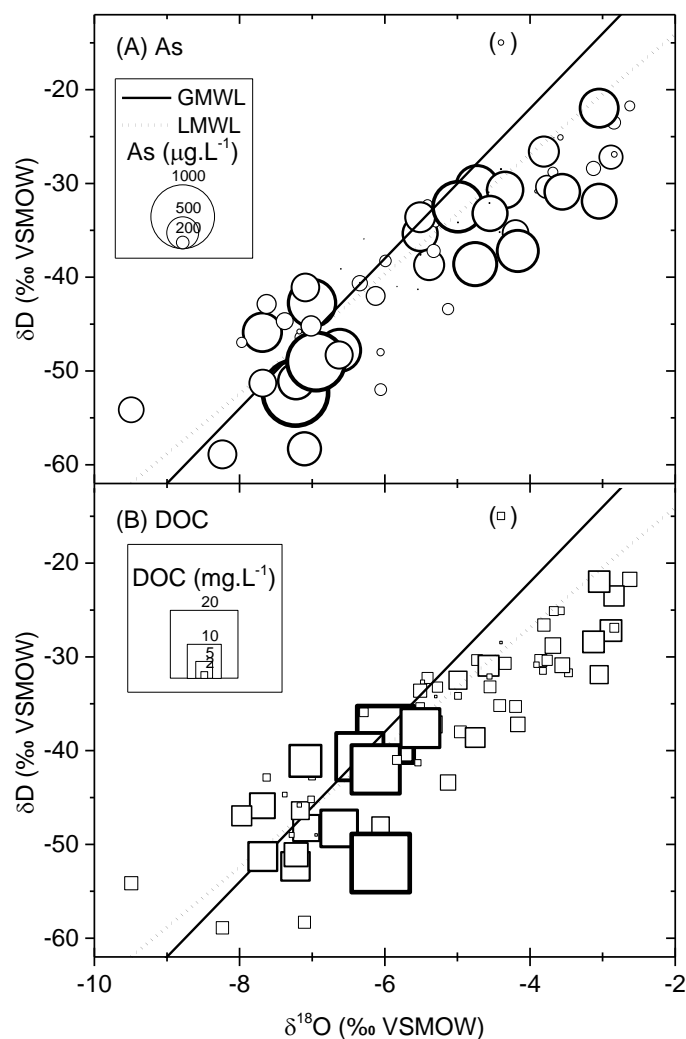 (A) As
( )
GMWL
LMWL
As (μg.L⁻¹)
1000
500
200
-20
-30
-40
-50
-60
δD (‰ VSMOW)
(B) DOC
( )
DOC (mg.L⁻¹)
20
10
5
2
-20
-30
-40
-50
-60
δD (‰ VSMOW)
-10 -8 -6 -4 -2
δ¹⁸O (‰ VSMOW)